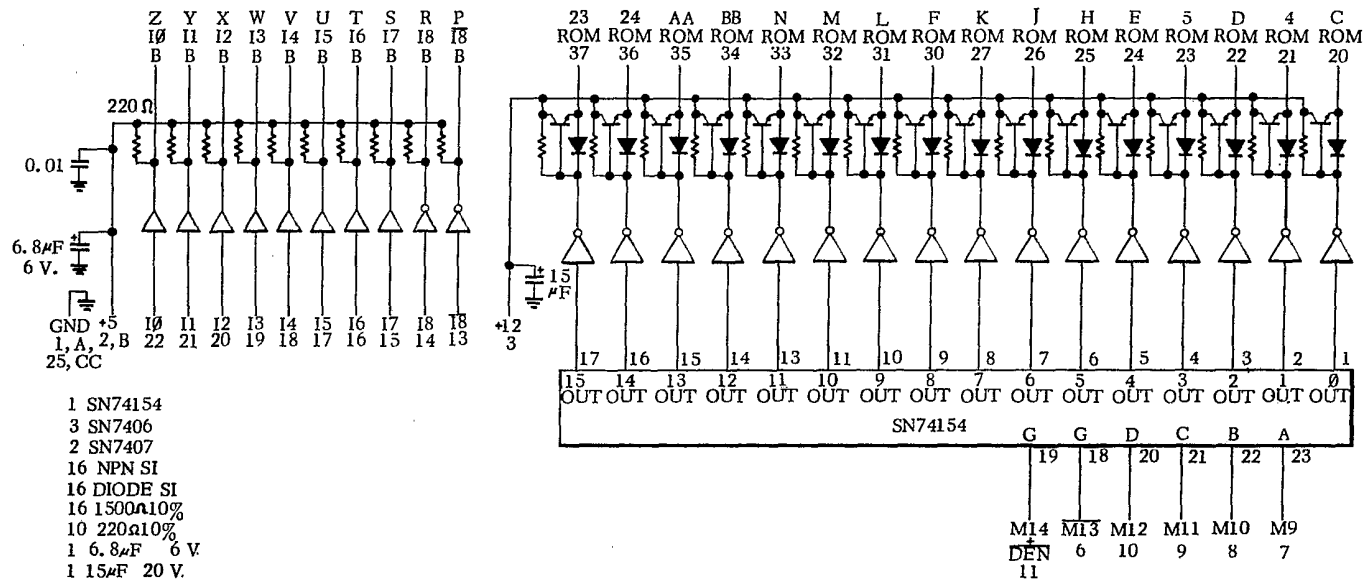 Z Y X W V U T S R P
IØ I1 I2 I3 I4 I5 I6 I7 I8 I̅8̅
B B B B B B B B B B
220Ω
0.01
6.8μF
6 V.
GND +5 IØ I1 I2 I3 I4 I5 I6 I7 I8 I̅8̅
1, A, 2, B 22 21 20 19 18 17 16 15 14 13
25, CC
23 24 AA BB N M L F K J H E 5 D 4 C
ROM ROM ROM ROM ROM ROM ROM ROM ROM ROM ROM ROM ROM ROM ROM ROM
37 36 35 34 33 32 31 30 27 26 25 24 23 22 21 20
+ 15
μF
+12
3
17 16 15 14 13 11 10 9 8 7 6 5 4 3 2 1
15 14 13 12 11 10 9 8 7 6 5 4 3 2 1 Ø
OUT OUT OUT OUT OUT OUT OUT OUT OUT OUT OUT OUT OUT OUT OUT OUT
SN74154
G G D C B A
19 18 20 21 22 23
M14 M̅1̅3̅ M12 M11 M10 M9
+ 6 10 9 8 7
D̅E̅N̅
11
1 SN74154
3 SN7406
2 SN7407
16 NPN SI
16 DIODE SI
16 1500Ω10%
10 220Ω10%
1 6.8μF 6 V.
1 15μF 20 V.